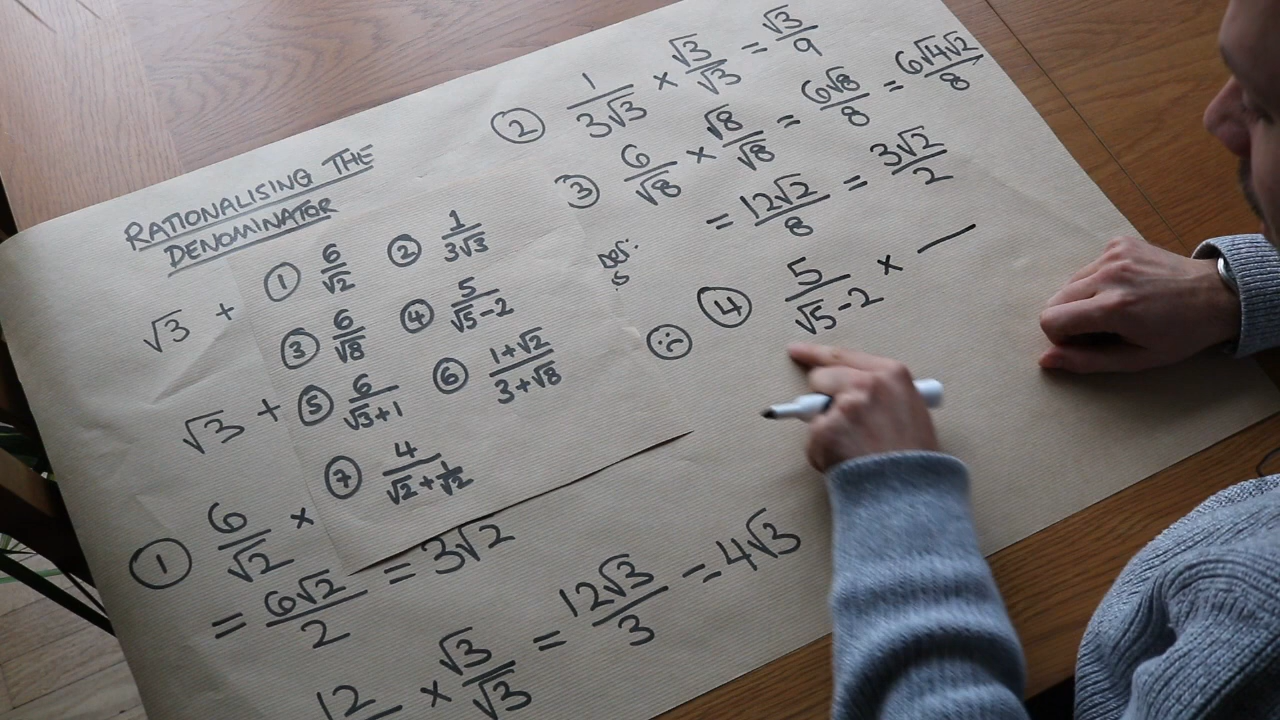 RATIONALISING THE
DENOMINATOR
① 6/√2 ② 1/3√3
③ 6/√8 ④ 5/√5-2
⑤ 6/√3+1 ⑥ 1+√2/3+√8
⑦ 4/√2+1/√2
√3 +
√3 +
① 6/√2 ×
= 6√2/2 = 3√2
12 × √3/√3 = 12√3/3 = 4√3
② 1/3√3 × √3/√3 = √3/9
③ 6/√8 × √8/√8 = 6√8/8 = 6√4√2/8
= 12√2/8 = 3√2/2
④ 5/√5-2 ×